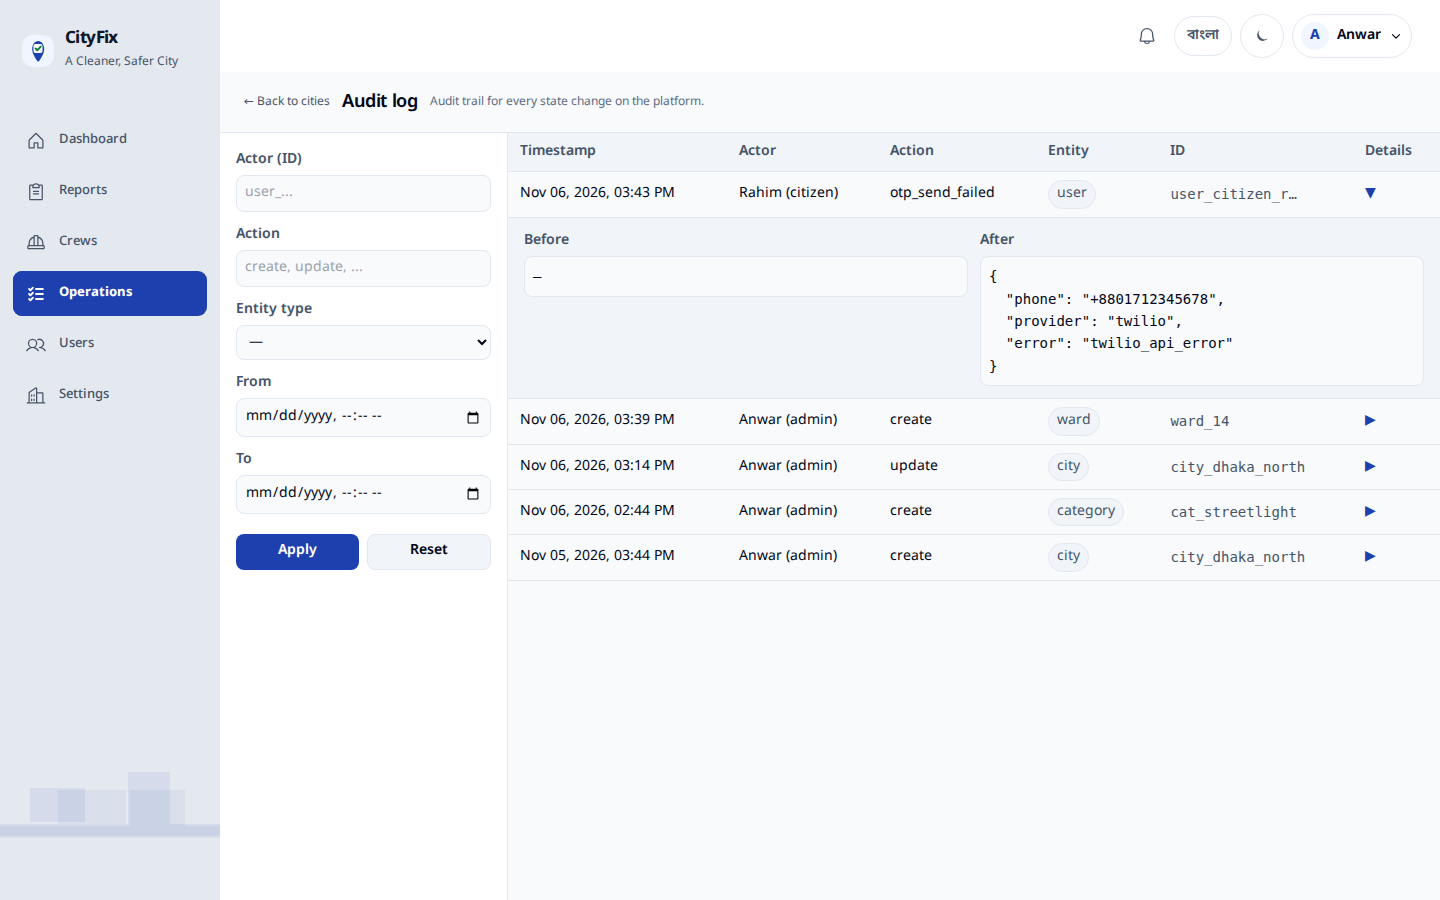 CityFix
A Cleaner, Safer City
Dashboard
Reports
Crews
Operations
Users
Settings
বাংলা
A
Anwar
← Back to cities
Audit log
Audit trail for every state change on the platform.
Actor (ID)
user_...
Action
create, update, ...
Entity type
—
From
mm/dd/yyyy, --:-- --
To
mm/dd/yyyy, --:-- --
Apply
Reset
Timestamp Actor Action Entity ID Details
Nov 06, 2026, 03:43 PM Rahim (citizen) otp_send_failed user user_citizen_r… ▼
Before
—
After
{
"phone": "+8801712345678",
"provider": "twilio",
"error": "twilio_api_error"
}
Nov 06, 2026, 03:39 PM Anwar (admin) create ward ward_14 ▶
Nov 06, 2026, 03:14 PM Anwar (admin) update city city_dhaka_north ▶
Nov 06, 2026, 02:44 PM Anwar (admin) create category cat_streetlight ▶
Nov 05, 2026, 03:44 PM Anwar (admin) create city city_dhaka_north ▶